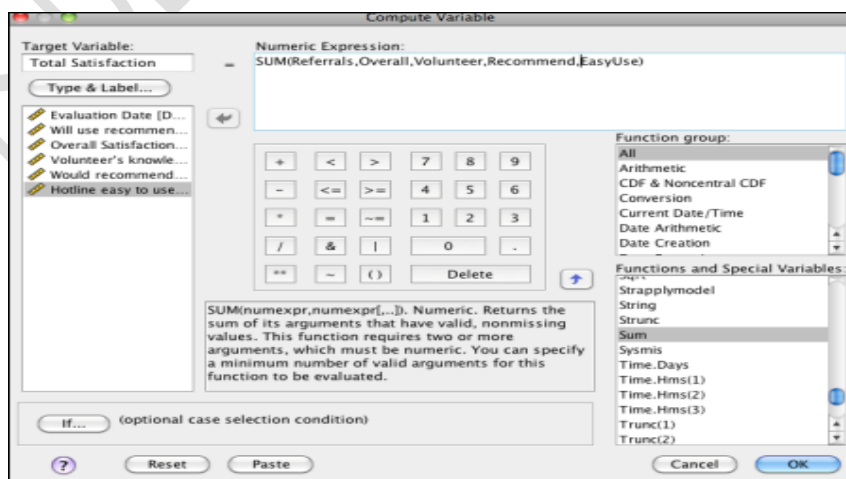 Compute Variable
Target Variable:
Total Satisfaction
Type & Label...
=
Numeric Expression:
SUM(Referrals,Overall,Volunteer,Recommend,EasyUse)
Evaluation Date [D...
Will use recommen...
Overall Satisfaction...
Volunteer's knowle...
Would recommend...
Hotline easy to use...
+ < > 7 8 9
- <= >= 4 5 6
* = ~= 1 2 3
/ & | 0 .
** ~ () Delete
Function group:
All
Arithmetic
CDF & Noncentral CDF
Conversion
Current Date/Time
Date Arithmetic
Date Creation
Functions and Special Variables:
Strapplymodel
String
Strunc
Sum
Sysmis
Time.Days
Time.Hms(1)
Time.Hms(2)
Time.Hms(3)
Trunc(1)
Trunc(2)
SUM(numexpr,numexpr[,..]). Numeric. Returns the
sum of its arguments that have valid, nonmissing
values. This function requires two or more
arguments, which must be numeric. You can specify
a minimum number of valid arguments for this
function to be evaluated.
If... (optional case selection condition)
? Reset Paste Cancel OK